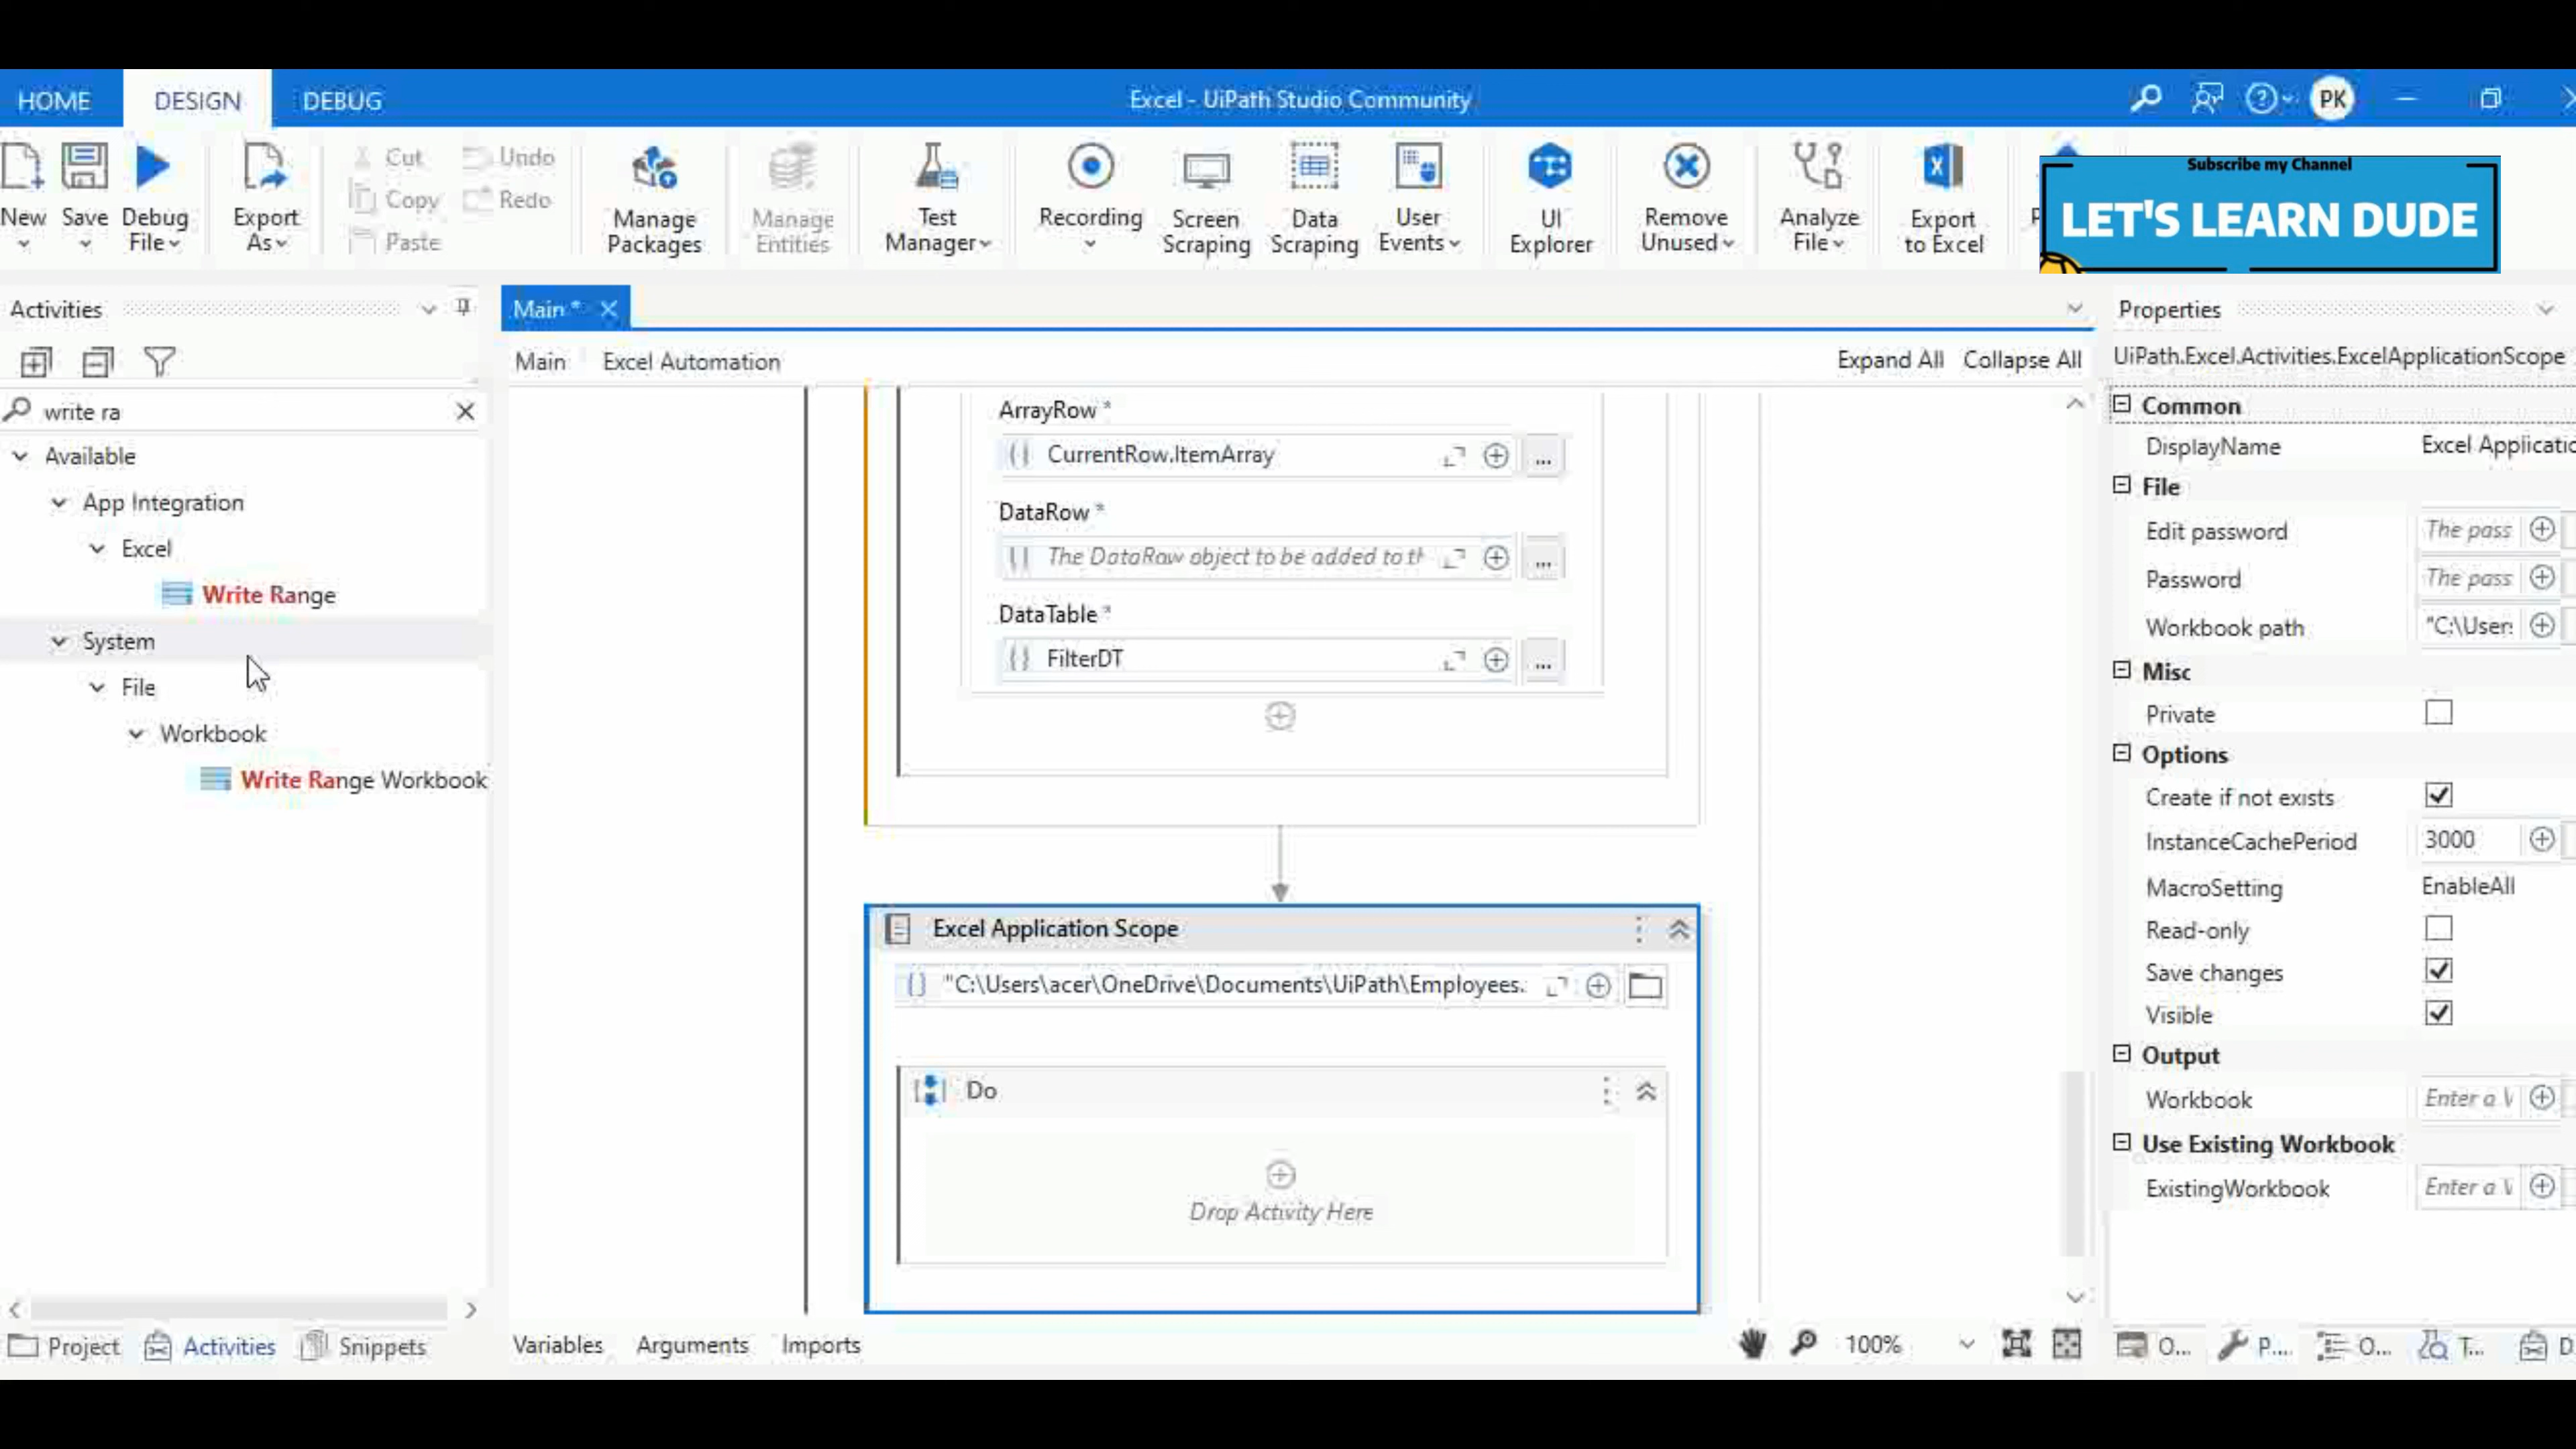 HOME DESIGN DEBUG Excel - UiPath Studio Community PK
Subscribe my Channel
LET'S LEARN DUDE
New Save Debug File Export As
Cut Copy Paste Undo Redo
Manage Packages
Manage Entities
Test Manager
Recording
Screen Scraping
Data Scraping
User Events
UI Explorer
Remove Unused
Analyze File
Export to Excel
Activities
write ra
Available
App Integration
Excel
Write Range
System
File
Workbook
Write Range Workbook
Project Activities Snippets
Main *
Main Excel Automation Expand All Collapse All
ArrayRow *
CurrentRow.ItemArray ...
DataRow *
The DataRow object to be added to th ...
DataTable *
FilterDT ...
Excel Application Scope
"C:\Users\acer\OneDrive\Documents\UiPath\Employees.
Do
Drop Activity Here
Variables Arguments Imports 100%
Properties
UiPath.Excel.Activities.ExcelApplicationScope
Common
DisplayName Excel Applicatio
File
Edit password The pass
Password The pass
Workbook path "C:\User
Misc
Private
Options
Create if not exists
InstanceCachePeriod 3000
MacroSetting EnableAll
Read-only
Save changes
Visible
Output
Workbook Enter a
Use Existing Workbook
ExistingWorkbook Enter a
O... P... O... T... D